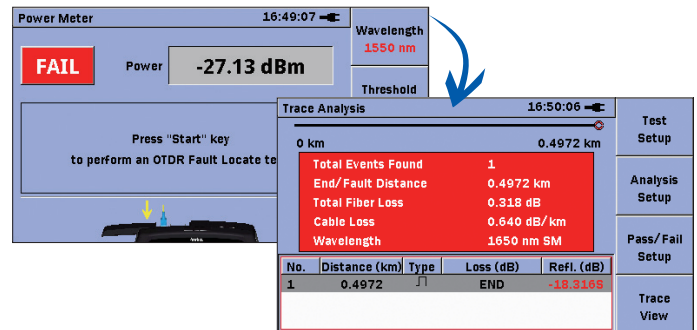 Power Meter
16:49:07
Wavelength
1550 nm
FAIL
Power
-27.13 dBm
Threshold
Press "Start" key
to perform an OTDR Fault Locate te
Trace Analysis
16:50:06
0 km
0.4972 km
Total Events Found 1
End/Fault Distance 0.4972 km
Total Fiber Loss 0.318 dB
Cable Loss 0.640 dB/km
Wavelength 1650 nm SM
No. Distance (km) Type Loss (dB) Refl. (dB)
1 0.4972 END -18.316S
Test
Setup
Analysis
Setup
Pass/Fail
Setup
Trace
View